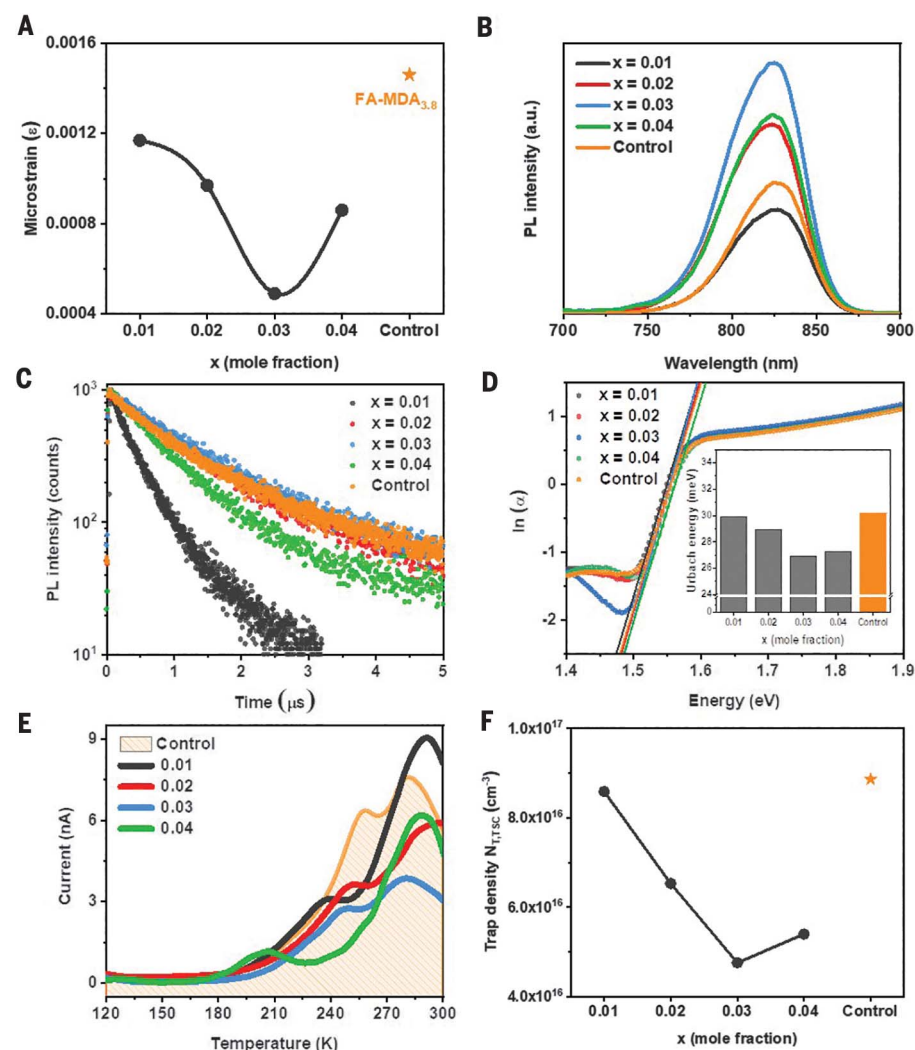 A
0.0016
0.0012
0.0008
0.0004
Microstrain (ε)
FA-MDA3.8
0.01 0.02 0.03 0.04 Control
x (mole fraction)
B
PL intensity (a.u.)
x = 0.01
x = 0.02
x = 0.03
x = 0.04
Control
700 750 800 850 900
Wavelength (nm)
C
10³
10²
10¹
PL intensity (counts)
x = 0.01
x = 0.02
x = 0.03
x = 0.04
Control
0 1 2 3 4 5
Time (μs)
D
1
0
-1
-2
ln (α)
x = 0.01
x = 0.02
x = 0.03
x = 0.04
Control
34
32
30
28
26
24
0
Urbach energy (meV)
0.01 0.02 0.03 0.04 Control
x (mole fraction)
1.4 1.5 1.6 1.7 1.8 1.9
Energy (eV)
E
9
6
3
0
Current (nA)
Control
0.01
0.02
0.03
0.04
120 150 180 210 240 270 300
Temperature (K)
F
1.0x10¹⁷
8.0x10¹⁶
6.0x10¹⁶
4.0x10¹⁶
Trap density N_T,TSC (cm⁻³)
0.01 0.02 0.03 0.04 Control
x (mole fraction)